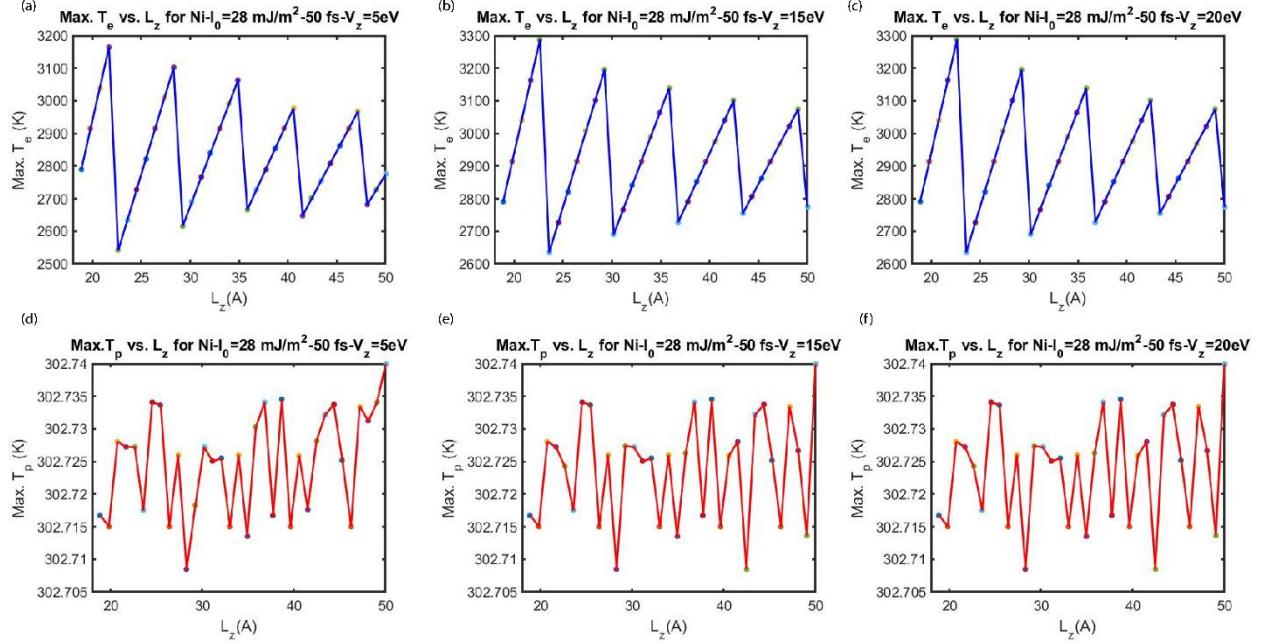 (a)
Max. T_e vs. L_z for Ni-I_0=28 mJ/m^2-50 fs-V_z=5eV
3200
3100
3000
2900
2800
2700
2600
2500
Max. T_e (K)
20 25 30 35 40 45 50
L_z(A)
(b)
Max. T_e vs. L_z for Ni-I_0=28 mJ/m^2-50 fs-V_z=15eV
3300
3200
3100
3000
2900
2800
2700
2600
Max. T_e (K)
20 25 30 35 40 45 50
L_z(A)
(c)
Max. T_e vs. L_z for Ni-I_0=28 mJ/m^2-50 fs-V_z=20eV
3300
3200
3100
3000
2900
2800
2700
2600
Max. T_e (K)
20 25 30 35 40 45 50
L_z(A)
(d)
Max.T_p vs. L_z for Ni-I_0=28 mJ/m^2-50 fs-V_z=5eV
302.74
302.735
302.73
302.725
302.72
302.715
302.71
302.705
Max. T_p (K)
20 30 40 50
L_z(A)
(e)
Max.T_p vs. L_z for Ni-I_0=28 mJ/m^2-50 fs-V_z=15eV
302.74
302.735
302.73
302.725
302.72
302.715
302.71
302.705
Max. T_p (K)
20 30 40 50
L_z(A)
(f)
Max.T_p vs. L_z for Ni-I_0=28 mJ/m^2-50 fs-V_z=20eV
302.74
302.735
302.73
302.725
302.72
302.715
302.71
302.705
Max. T_p (K)
20 30 40 50
L_z(A)